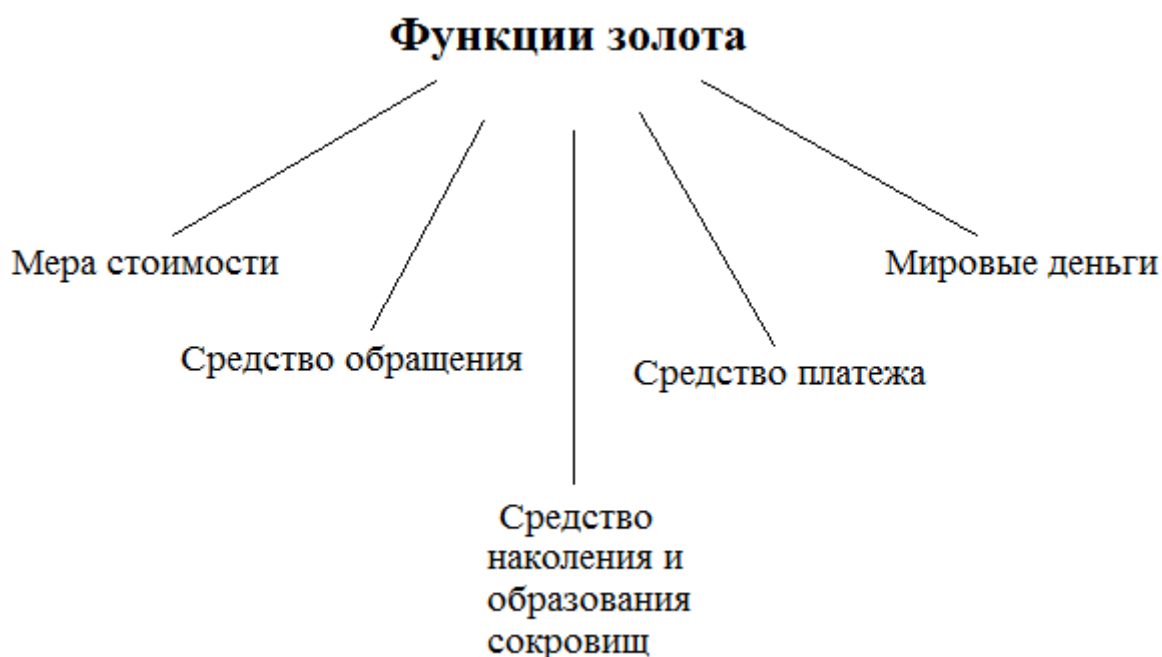 Функции золота
Мера стоимости
Мировые деньги
Средство обращения
Средство платежа
Средство
наколения и
образования
сокровищ